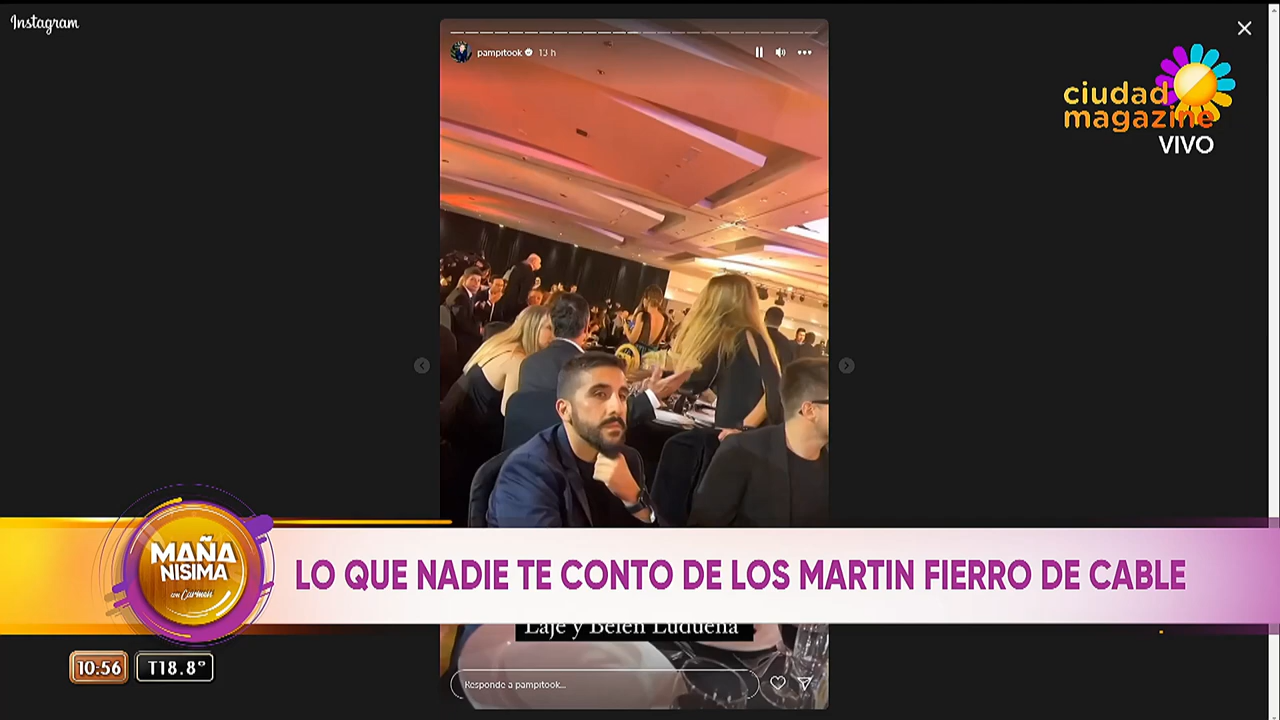 Instagram
pampitook 13 h
ciudad
magazine
VIVO
MAÑA
NISIMA
con Carmen
LO QUE NADIE TE CONTO DE LOS MARTIN FIERRO DE CABLE
Laje y Belén Ludueña
10:56
T18.8°
Responde a pampitook...